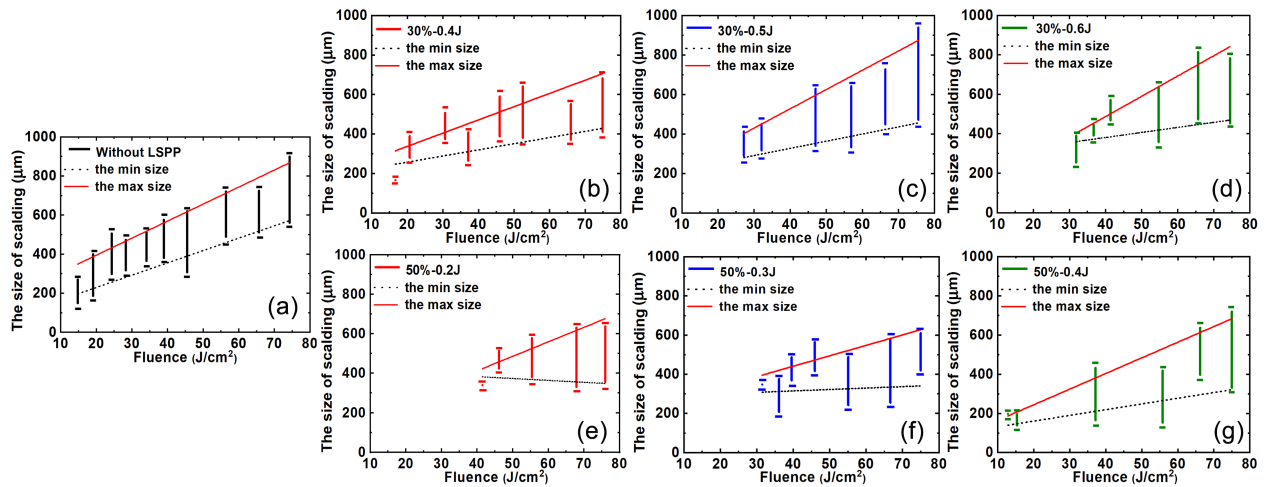 The size of scalding (μm)
1000
800
600
400
200
0
Without LSPP
the min size
the max size
(a)
10 20 30 40 50 60 70 80
Fluence (J/cm²)
The size of scalding (μm)
1000
800
600
400
200
0
30%-0.4J
the min size
the max size
(b)
10 20 30 40 50 60 70 80
Fluence (J/cm²)
The size of scalding (μm)
1000
800
600
400
200
0
30%-0.5J
the min size
the max size
(c)
10 20 30 40 50 60 70 80
Fluence (J/cm²)
The size of scalding (μm)
1000
800
600
400
200
0
30%-0.6J
the min size
the max size
(d)
10 20 30 40 50 60 70 80
Fluence (J/cm²)
The size of scalding (μm)
1000
800
600
400
200
0
50%-0.2J
the min size
the max size
(e)
10 20 30 40 50 60 70 80
Fluence (J/cm²)
The size of scalding (μm)
1000
800
600
400
200
0
50%-0.3J
the min size
the max size
(f)
10 20 30 40 50 60 70 80
Fluence (J/cm²)
The size of scalding (μm)
1000
800
600
400
200
0
50%-0.4J
the min size
the max size
(g)
10 20 30 40 50 60 70 80
Fluence (J/cm²)